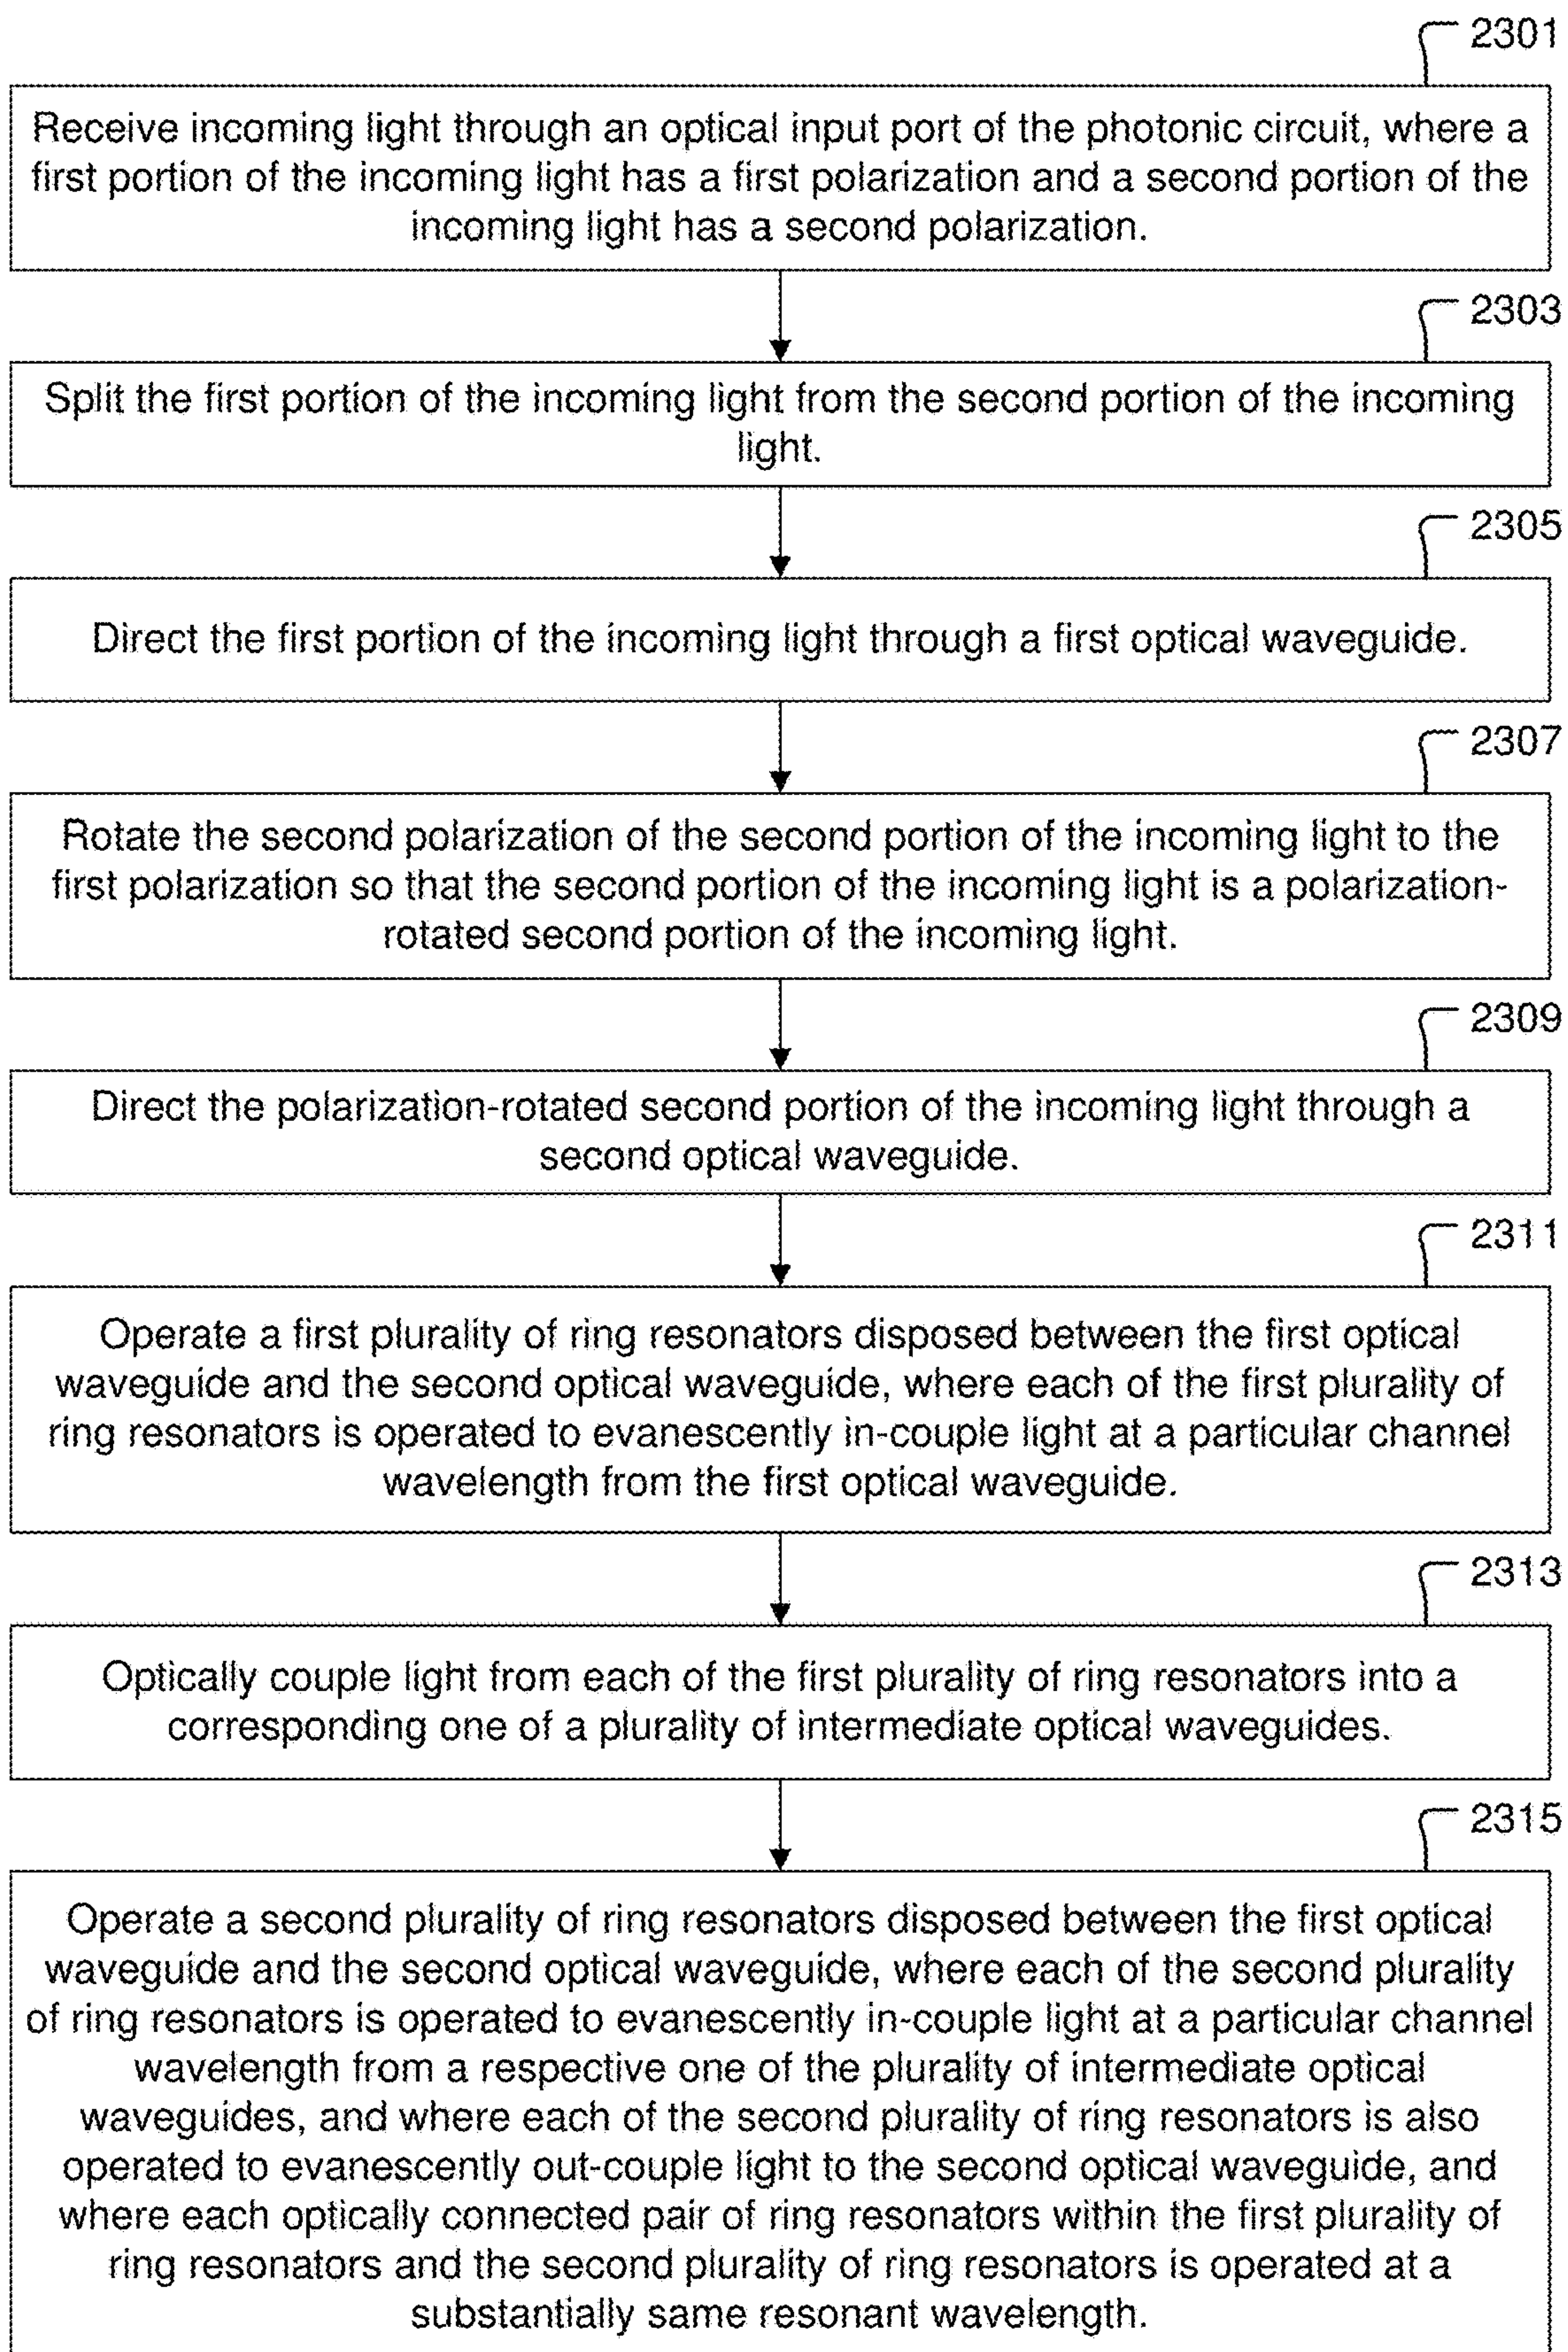 2301
Receive incoming light through an optical input port of the photonic circuit, where a
first portion of the incoming light has a first polarization and a second portion of the
incoming light has a second polarization.
2303
Split the first portion of the incoming light from the second portion of the incoming
light.
2305
Direct the first portion of the incoming light through a first optical waveguide.
2307
Rotate the second polarization of the second portion of the incoming light to the
first polarization so that the second portion of the incoming light is a polarization-
rotated second portion of the incoming light.
2309
Direct the polarization-rotated second portion of the incoming light through a
second optical waveguide.
2311
Operate a first plurality of ring resonators disposed between the first optical
waveguide and the second optical waveguide, where each of the first plurality of
ring resonators is operated to evanescently in-couple light at a particular channel
wavelength from the first optical waveguide.
2313
Optically couple light from each of the first plurality of ring resonators into a
corresponding one of a plurality of intermediate optical waveguides.
2315
Operate a second plurality of ring resonators disposed between the first optical
waveguide and the second optical waveguide, where each of the second plurality
of ring resonators is operated to evanescently in-couple light at a particular channel
wavelength from a respective one of the plurality of intermediate optical
waveguides, and where each of the second plurality of ring resonators is also
operated to evanescently out-couple light to the second optical waveguide, and
where each optically connected pair of ring resonators within the first plurality of
ring resonators and the second plurality of ring resonators is operated at a
substantially same resonant wavelength.